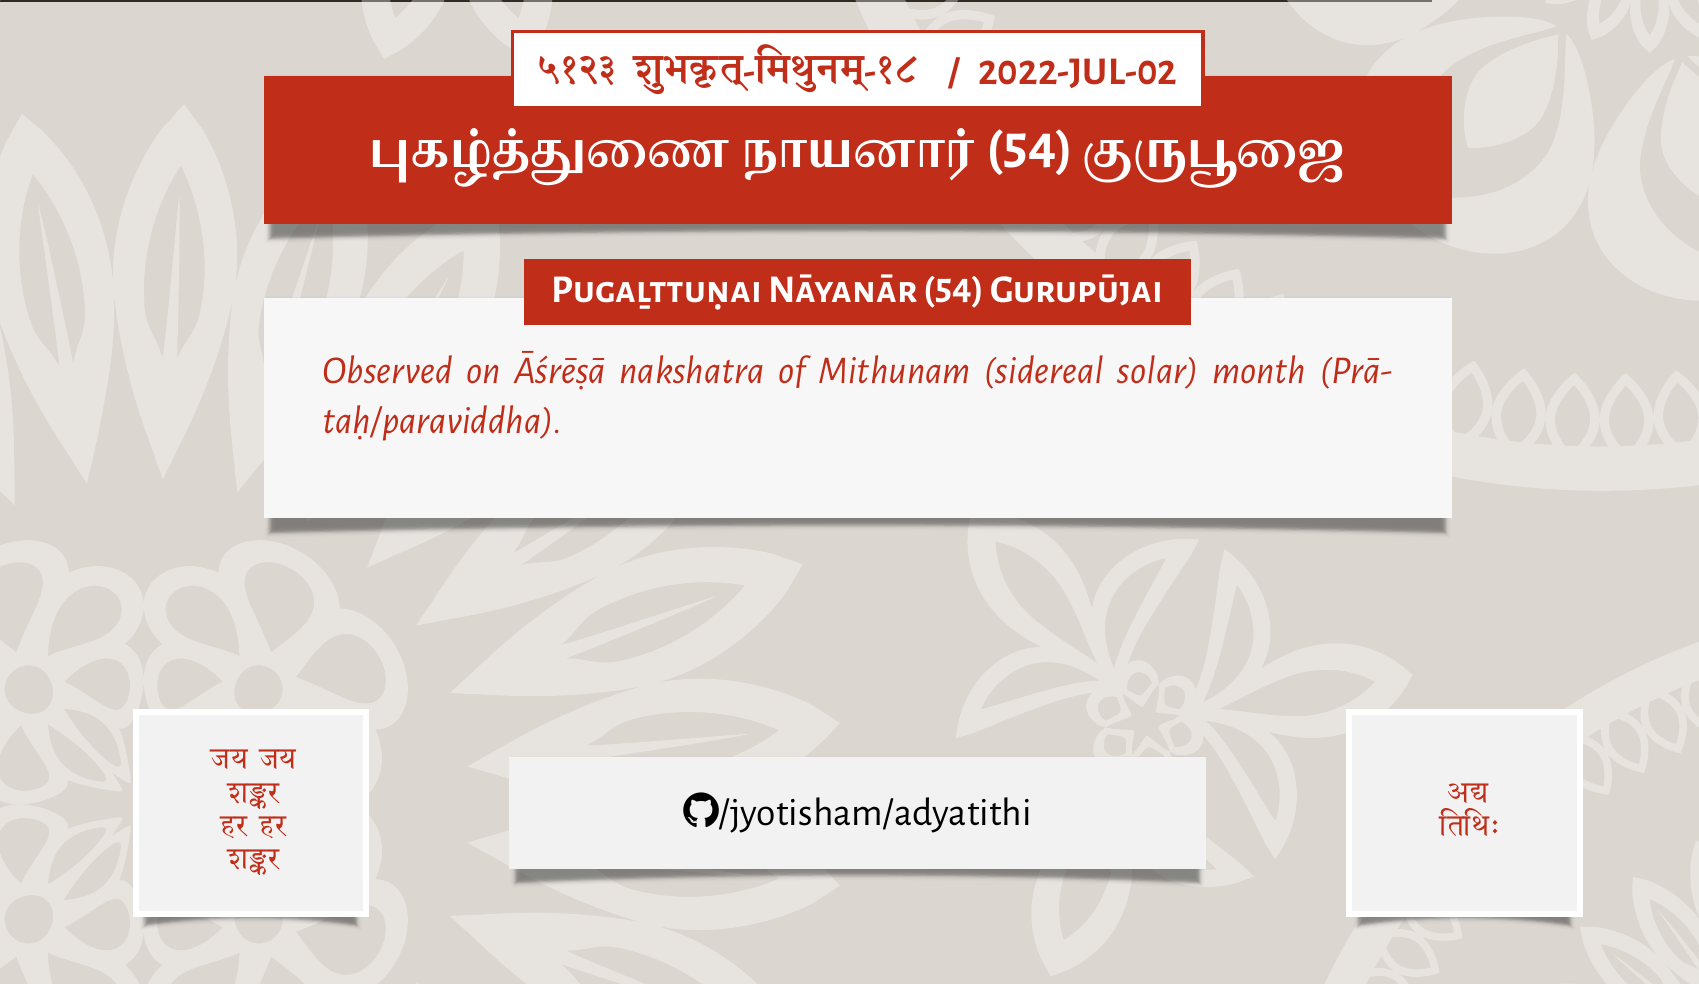 ५१२३ शुभकृत्-मिथुनम्-१८ / 2022-JUL-02
புகழ்த்துணை நாயனார் (54) குருபூஜை
Pugaḻttuṇai Nāyanār (54) Gurupūjai
Observed on Āśrēṣā nakshatra of Mithunam (sidereal solar) month (Prā-
taḥ/paraviddha).
जय जय
शङ्कर
हर हर
शङ्कर
/jyotisham/adyatithi
अद्य
तिथिः